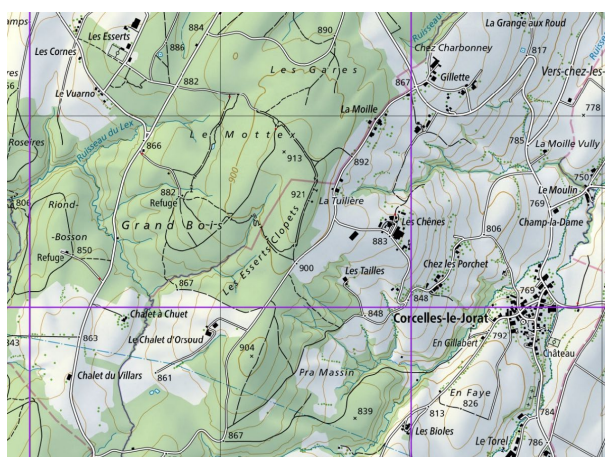 884
890
La Grange aux Roud
Les Esserts
Les Cornes
886
Chez Charbonney
817
Les Gares
Ruisseau
Vers-chez-les-
882
867
Gillette
Le Vuarno
La Moille
778
Ruisseau du Lex
Le Motte
785
Roseires
866
892
La Moille Vully
913
900
750
882
921
Le Moulin
806
Refuge
La Tuilière
769
Riond-
Les Chênes
Champ-la-Dame
-Bosson
Grand Bois
Les Esserts Clopets
883
806
850
Refuge
900
Chez les Porchet
867
Les Tailles
769
848
Chalet à Chuet
848
Corcelles-le-Jorat
Le Chalet d'Orsoud
792
863
En Gillabert
843
904
Château
Chalet du Villars
861
Pra Massin
En Faye
826
839
813
784
867
Les Bioles
Le Torel
786